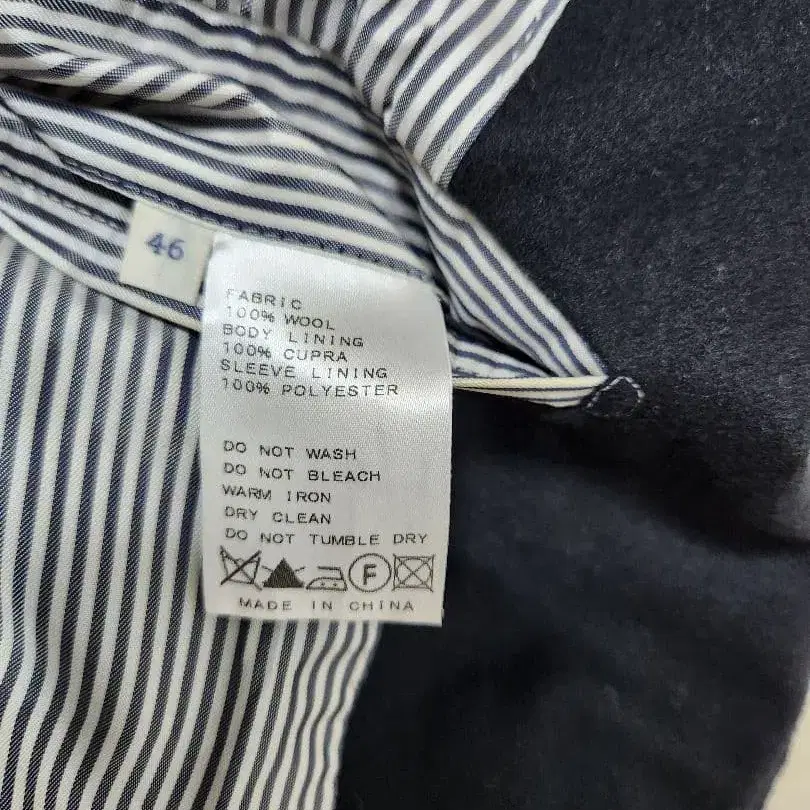 46
FABRIC
100% WOOL
BODY LINING
100% CUPRA
SLEEVE LINING
100% POLYESTER
DO NOT WASH
DO NOT BLEACH
WARM IRON
DRY CLEAN
DO NOT TUMBLE DRY
F
MADE IN CHINA